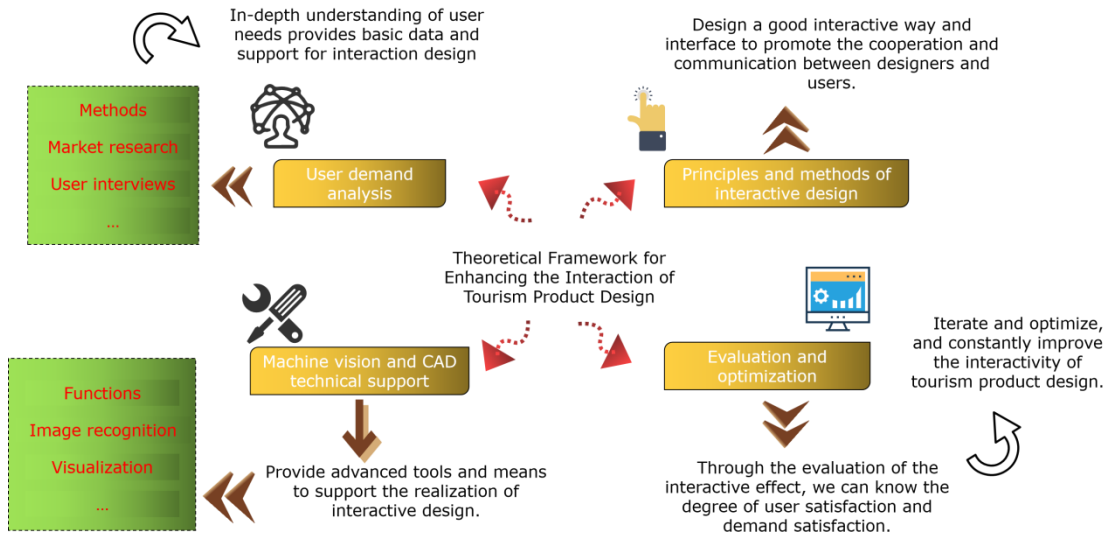 In-depth understanding of user
needs provides basic data and
support for interaction design
Design a good interactive way and
interface to promote the cooperation and
communication between designers and
users.
Methods
Market research
User interviews
...
User demand
analysis
Principles and methods of
interactive design
Theoretical Framework for
Enhancing the Interaction of
Tourism Product Design
Machine vision and CAD
technical support
Evaluation and
optimization
Iterate and optimize,
and constantly improve
the interactivity of
tourism product design.
Functions
Image recognition
Visualization
...
Provide advanced tools and means
to support the realization of
interactive design.
Through the evaluation of the
interactive effect, we can know the
degree of user satisfaction and
demand satisfaction.